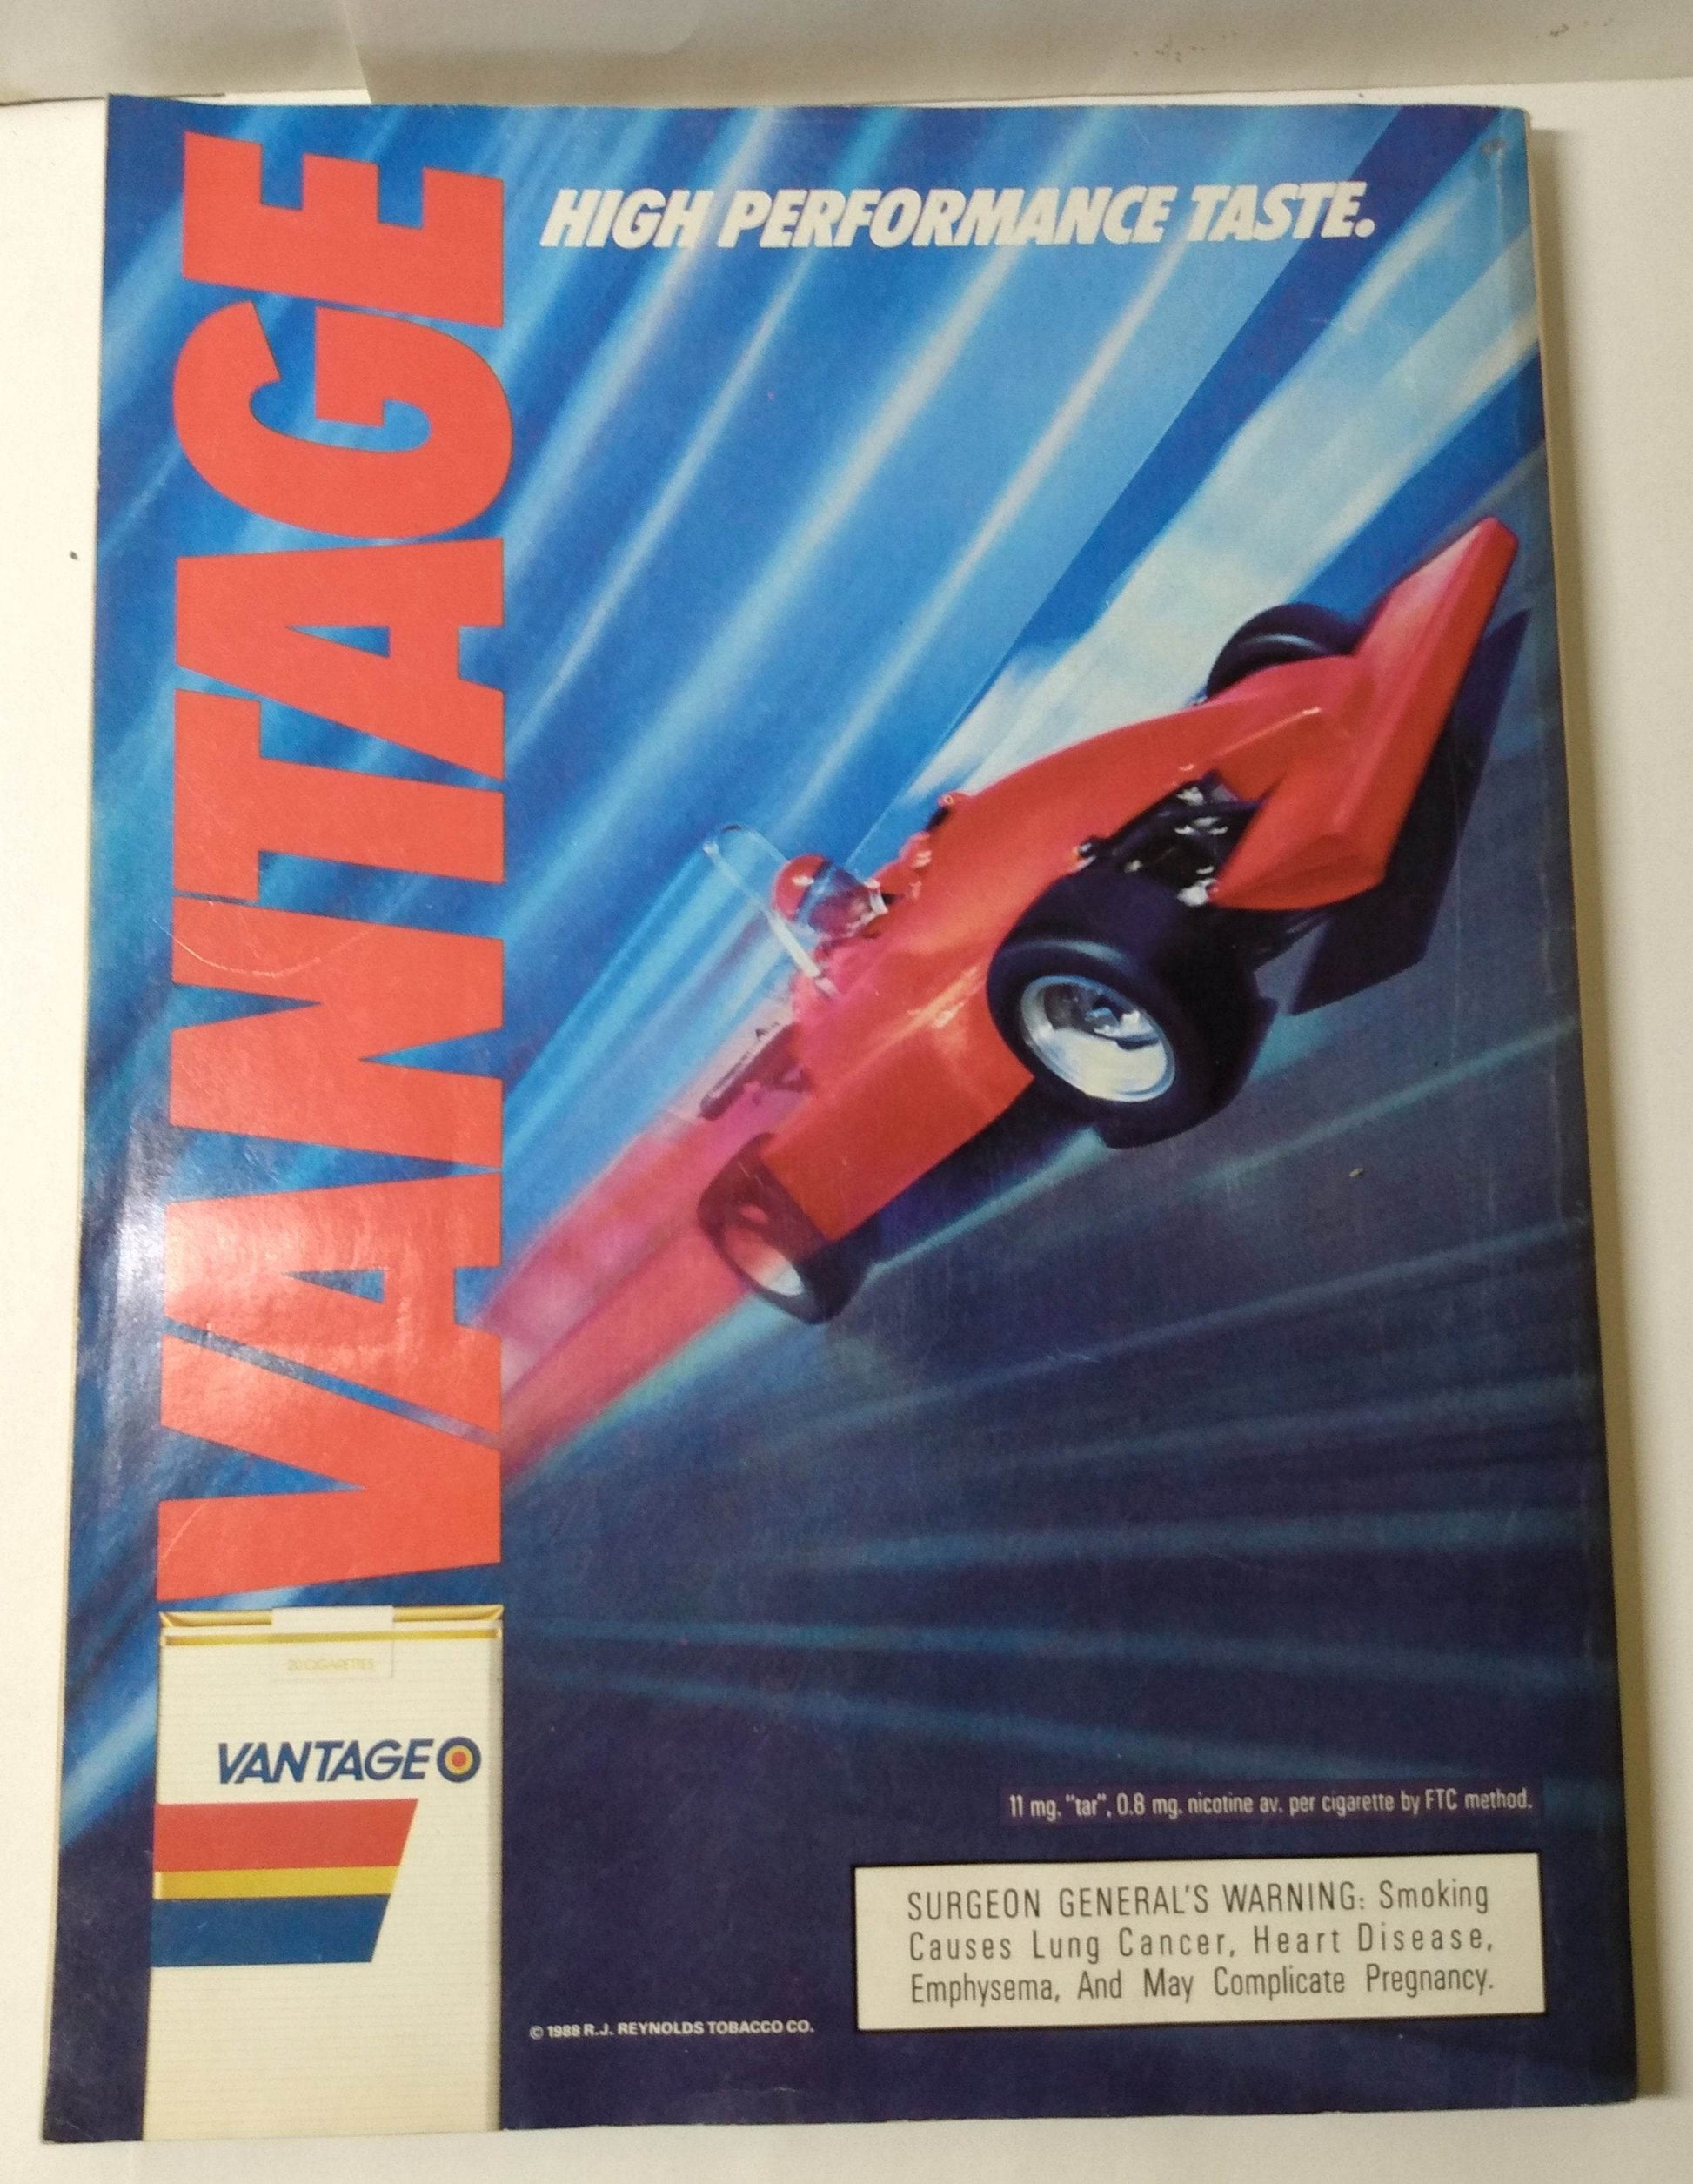 VANTAGE
HIGH PERFORMANCE TASTE.
20 CIGARETTES
VANTAGE
11 mg. "tar", 0.8 mg. nicotine av. per cigarette by FTC method.
SURGEON GENERAL'S WARNING: Smoking
Causes Lung Cancer, Heart Disease,
Emphysema, And May Complicate Pregnancy.
© 1988 R.J. REYNOLDS TOBACCO CO.